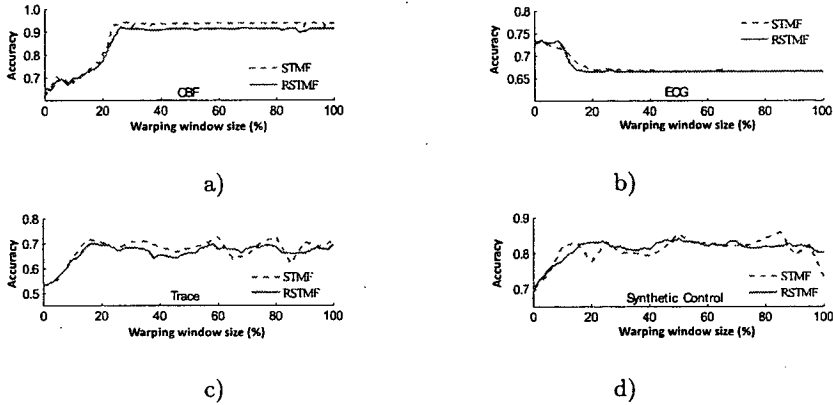 Accuracy
1.0
0.9
0.8
0.7
0
20
40
60
80
100
STMF
RSTMF
CBF
Warping window size (%)
a)
Accuracy
0.8
0.75
0.7
0.65
0
20
40
60
80
100
STMF
RSTMF
ECG
Warping window size (%)
b)
Accuracy
0.8
0.7
0.6
0.5
0
20
40
60
80
100
STMF
RSTMF
Trace
Warping window size (%)
c)
Accuracy
0.9
0.8
0.7
0
20
40
60
80
100
STMF
RSTMF
Synthetic Control
Warping window size (%)
d)